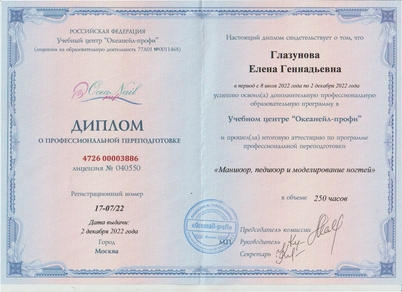 РОССИЙСКАЯ ФЕДЕРАЦИЯ
Учебный центр "Океанейл-профи"
(лицензия на образовательную деятельность 77Л01 №0011468)
OceaNail
profi
ДИПЛОМ
О ПРОФЕССИОНАЛЬНОЙ ПЕРЕПОДГОТОВКЕ
4726 00003886
лицензия № 040550
Регистрационный номер
17-07/22
Дата выдачи:
2 декабря 2022
Город
Москва
Настоящий диплом свидетельствует о том, что
Глазунова
Елена Геннадьевна
в период с 8 июля 2022 года по 2 декабря 2022 года
успешно освоил(а) дополнительную профессиональную
образовательную программу в
Учебном центре "Океанейл-профи"
и прошел(ла) итоговую аттестацию по программе
профессиональной переподготовки
«Маникюр, педикюр и моделирование ногтей»
в объеме 250 часов
Председатель комиссии
М.П. Руководитель
Секретарь